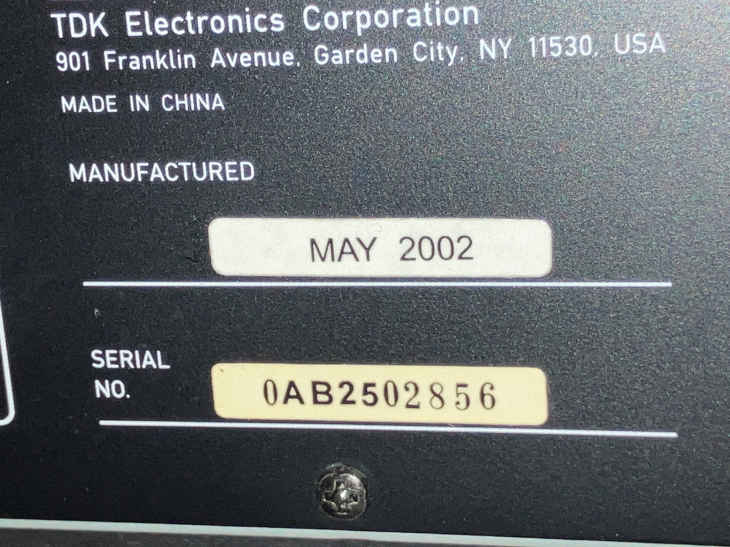 TDK Electronics Corporation
901 Franklin Avenue, Garden City, NY 11530, USA
MADE IN CHINA
MANUFACTURED
MAY 2002
SERIAL
NO.
0AB2502856